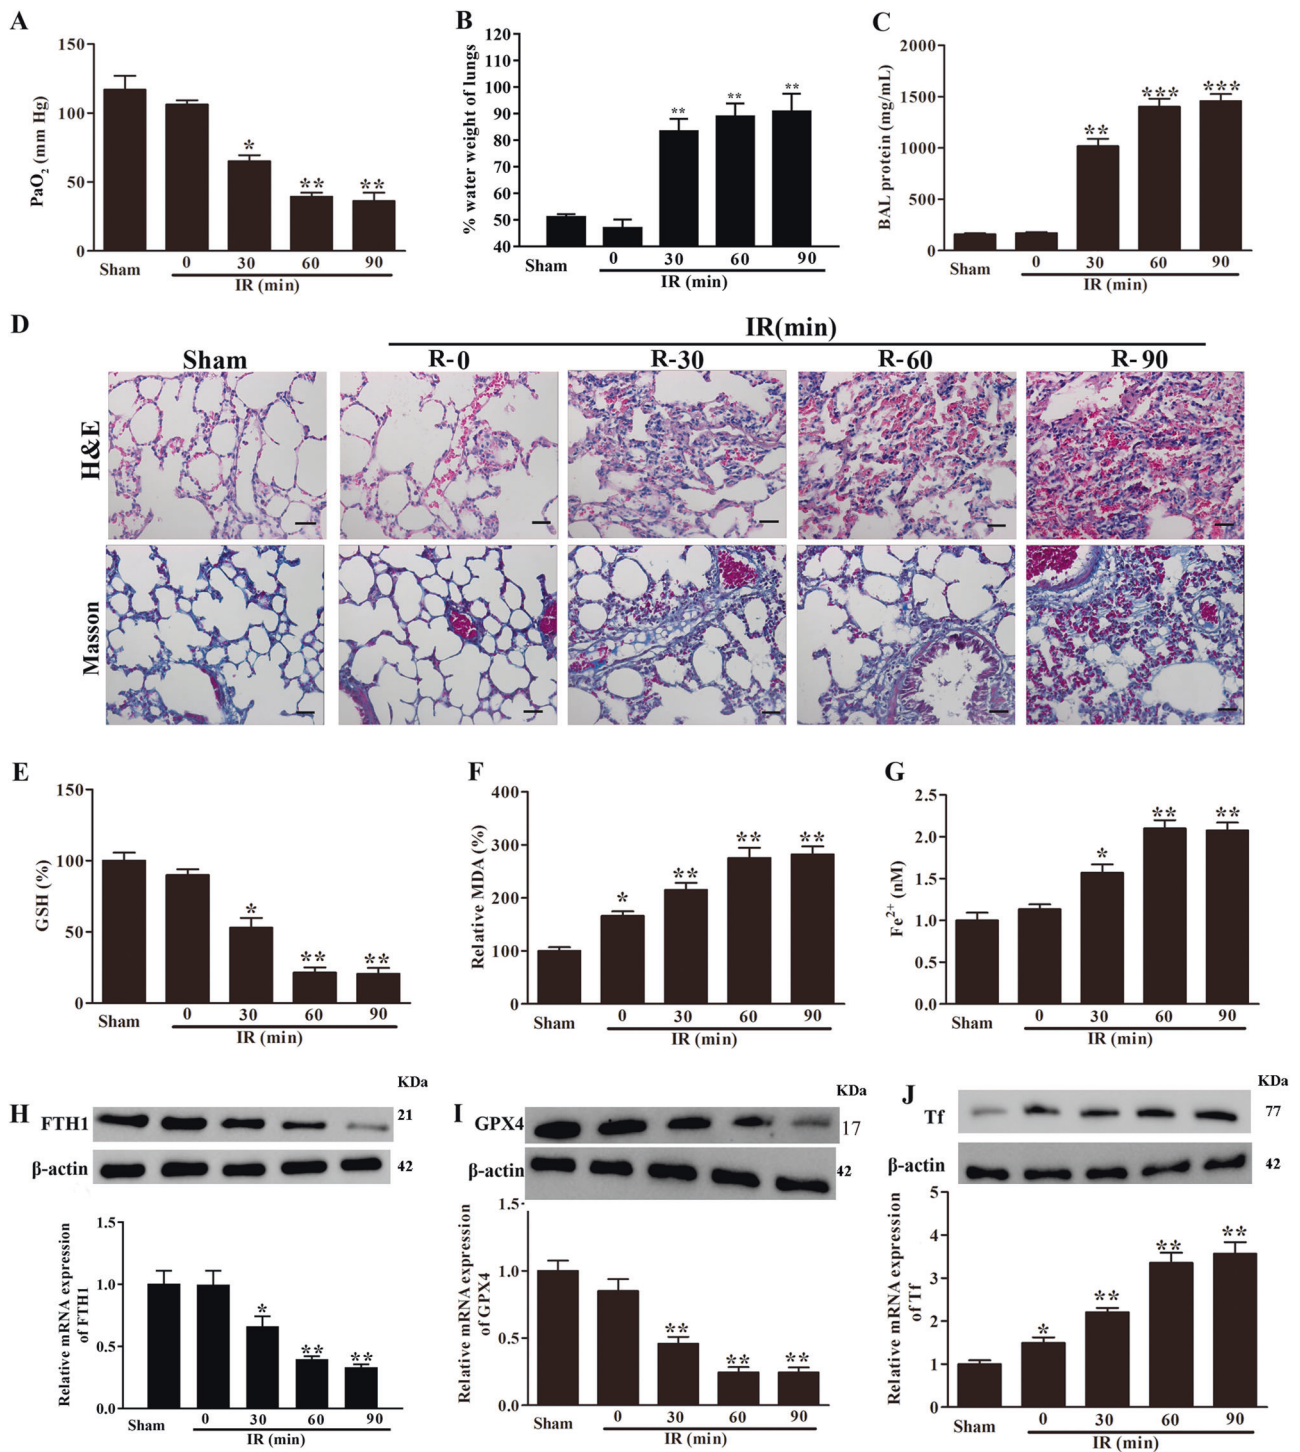 A
PaO2 (mm Hg)
150
100
50
0
*
**
**
Sham
0 30 60 90
IR (min)
B
% water weight of lungs
120
110
100
90
80
70
60
50
40
**
**
**
Sham
0 30 60 90
IR (min)
C
BAL protein (mg/mL)
2000
1500
1000
500
0
**
***
***
Sham
0 30 60 90
IR (min)
D
IR(min)
Sham R-0 R-30 R-60 R-90
H&E
Masson
E
GSH (%)
150
100
50
0
*
**
**
Sham
0 30 60 90
IR (min)
F
Relative MDA (%)
400
300
200
100
0
*
**
**
**
Sham
0 30 60 90
IR (min)
G
Fe2+ (nM)
2.5
2.0
1.5
1.0
0.5
0.0
*
**
**
Sham
0 30 60 90
IR (min)
H
KDa
FTH1 21
β-actin 42
Relative mRNA expression
of FTH1
1.5
1.0
0.5
0.0
*
**
**
Sham
0 30 60 90
IR (min)
I
KDa
GPX4 17
β-actin 42
Relative mRNA expression
of GPX4
1.5
1.0
0.5
0.0
**
**
**
Sham
0 30 60 90
IR (min)
J
KDa
Tf 77
β-actin 42
Relative mRNA expression
of Tf
5
4
3
2
1
0
*
**
**
**
Sham
0 30 60 90
IR (min)